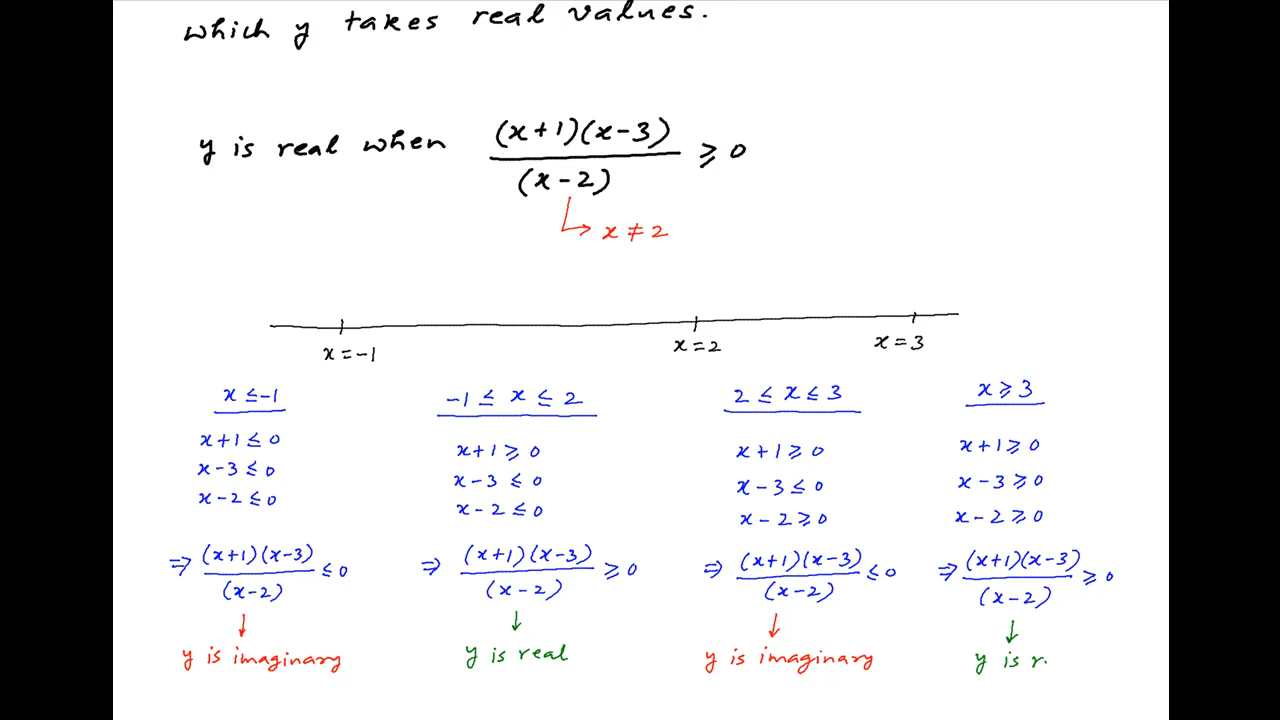 which y takes real values.
y is real when (x+1)(x-3)/(x-2) ⩾ 0
↳ x ≠ 2
x=-1 x=2 x=3
x ≤ -1
x+1 ≤ 0
x-3 ≤ 0
x-2 ≤ 0
⇒ (x+1)(x-3)/(x-2) ≤ 0
↓
y is imaginary
-1 ≤ x ≤ 2
x+1 ⩾ 0
x-3 ≤ 0
x-2 ≤ 0
⇒ (x+1)(x-3)/(x-2) ⩾ 0
↓
y is real
2 ≤ x ≤ 3
x+1 ⩾ 0
x-3 ≤ 0
x-2 ⩾ 0
⇒ (x+1)(x-3)/(x-2) ≤ 0
↓
y is imaginary
x ⩾ 3
x+1 ⩾ 0
x-3 ⩾ 0
x-2 ⩾ 0
⇒ (x+1)(x-3)/(x-2) ⩾ 0
↓
y is r.